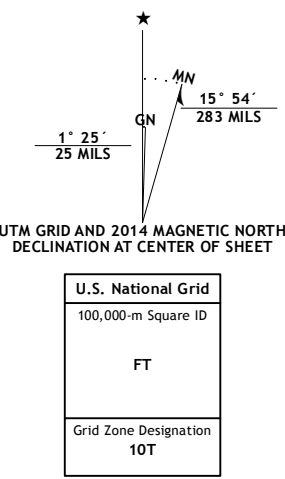 ★
MN
15° 54´
283 MILS
GN
1° 25´
25 MILS
UTM GRID AND 2014 MAGNETIC NORTH
DECLINATION AT CENTER OF SHEET
U.S. National Grid
100,000-m Square ID
FT
Grid Zone Designation
10T